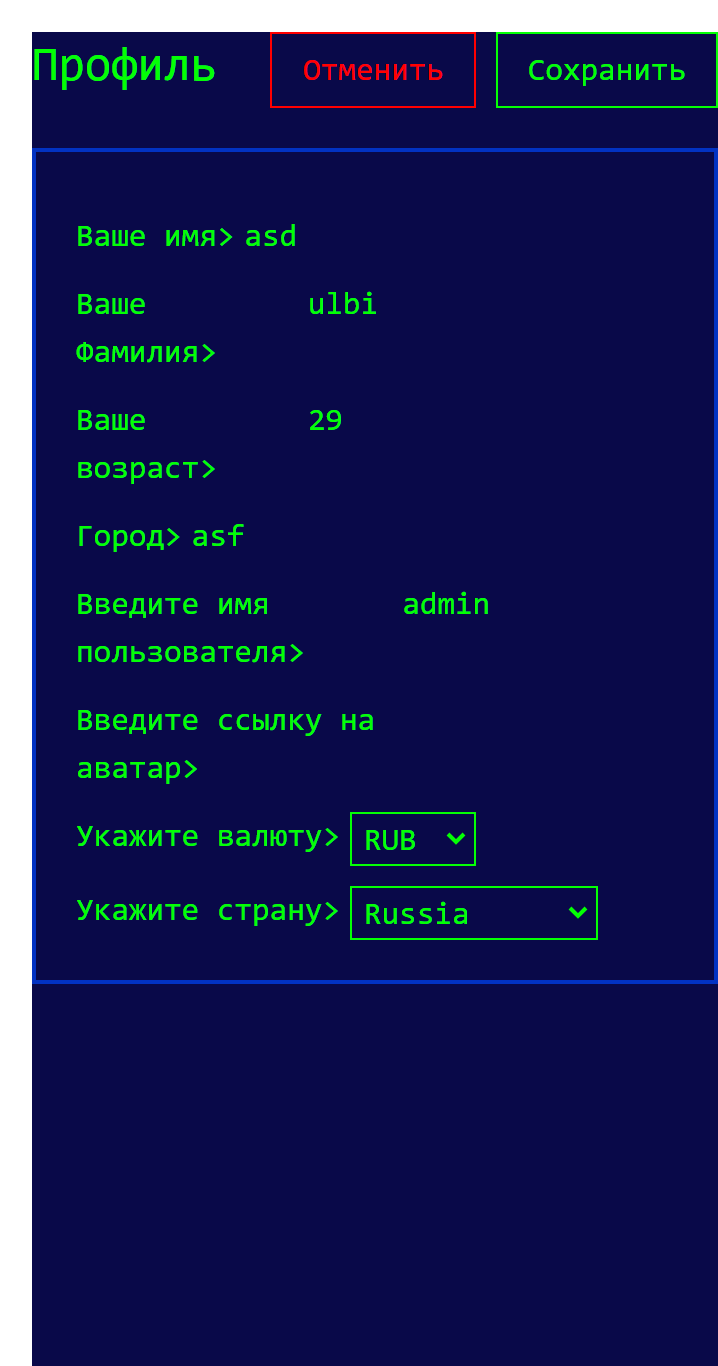 Профиль Отменить Сохранить
Ваше имя> asd
Ваше ulbi
Фамилия>
Ваше 29
возраст>
Город> asf
Введите имя admin
пользователя>
Введите ссылку на
аватар>
Укажите валюту> RUB
Укажите страну> Russia